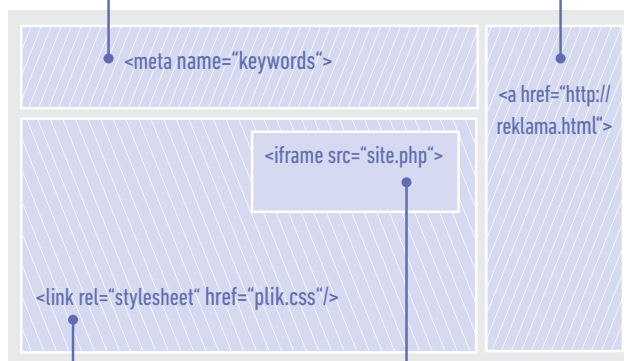 <meta name=“keywords“>
<a href=“http://
reklama.html“>
<iframe src=“site.php“>
<link rel=“stylesheet“ href=“plik.css“/>